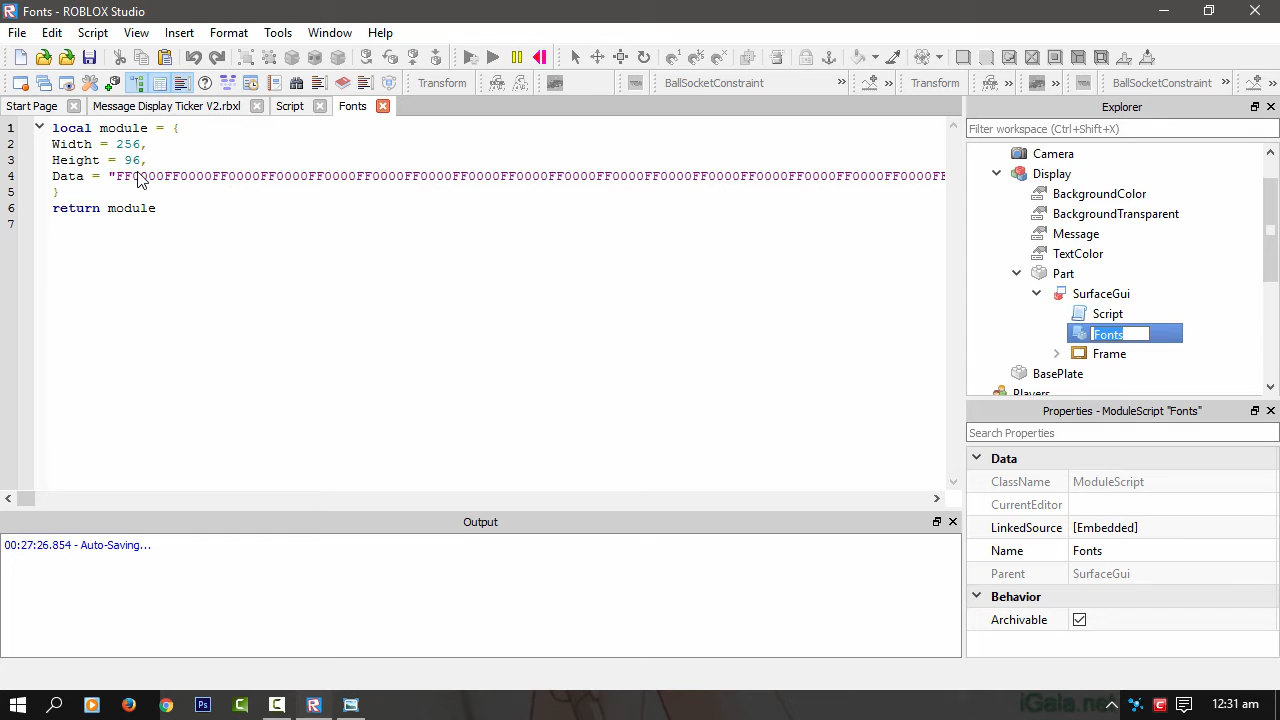 Fonts - ROBLOX Studio
File Edit Script View Insert Format Tools Window Help
Transform BallSocketConstraint Transform BallSocketConstraint
Start Page Message Display Ticker V2.rbxl Script Fonts
1 local module = {
2 Width = 256,
3 Height = 96,
4 Data =
5 }
6 return module
7
Output
00:27:26.854 - Auto-Saving...
Explorer
Filter workspace (Ctrl+Shift+X)
Camera
Display
BackgroundColor
BackgroundTransparent
Message
TextColor
Part
SurfaceGui
Script
Fonts
Frame
BasePlate
Players
Properties - ModuleScript "Fonts"
Search Properties
Data
ClassName ModuleScript
CurrentEditor
LinkedSource [Embedded]
Name Fonts
Parent SurfaceGui
Behavior
Archivable
iGaia.net
12:31 am